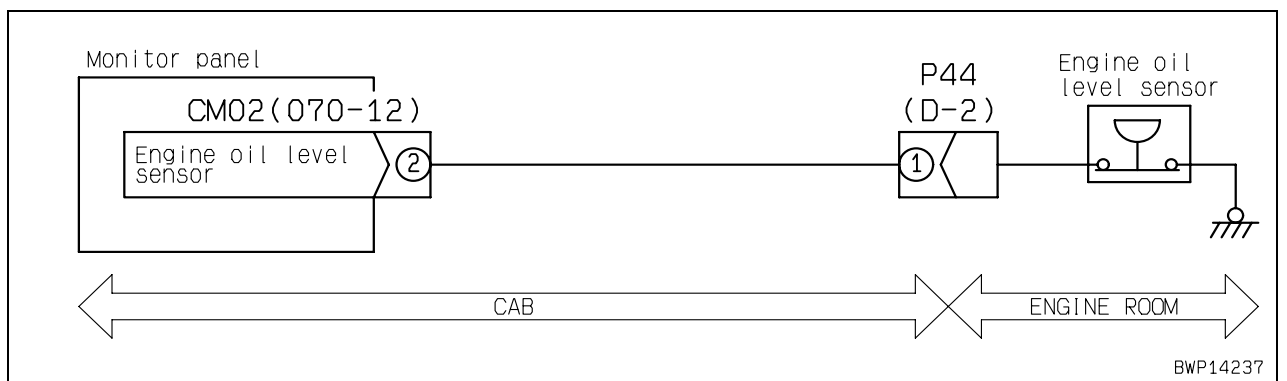 Monitor panel
CM02(070-12)
Engine oil level
sensor
2
P44
(D-2)
1
Engine oil
level sensor
CAB
ENGINE ROOM
BWP14237